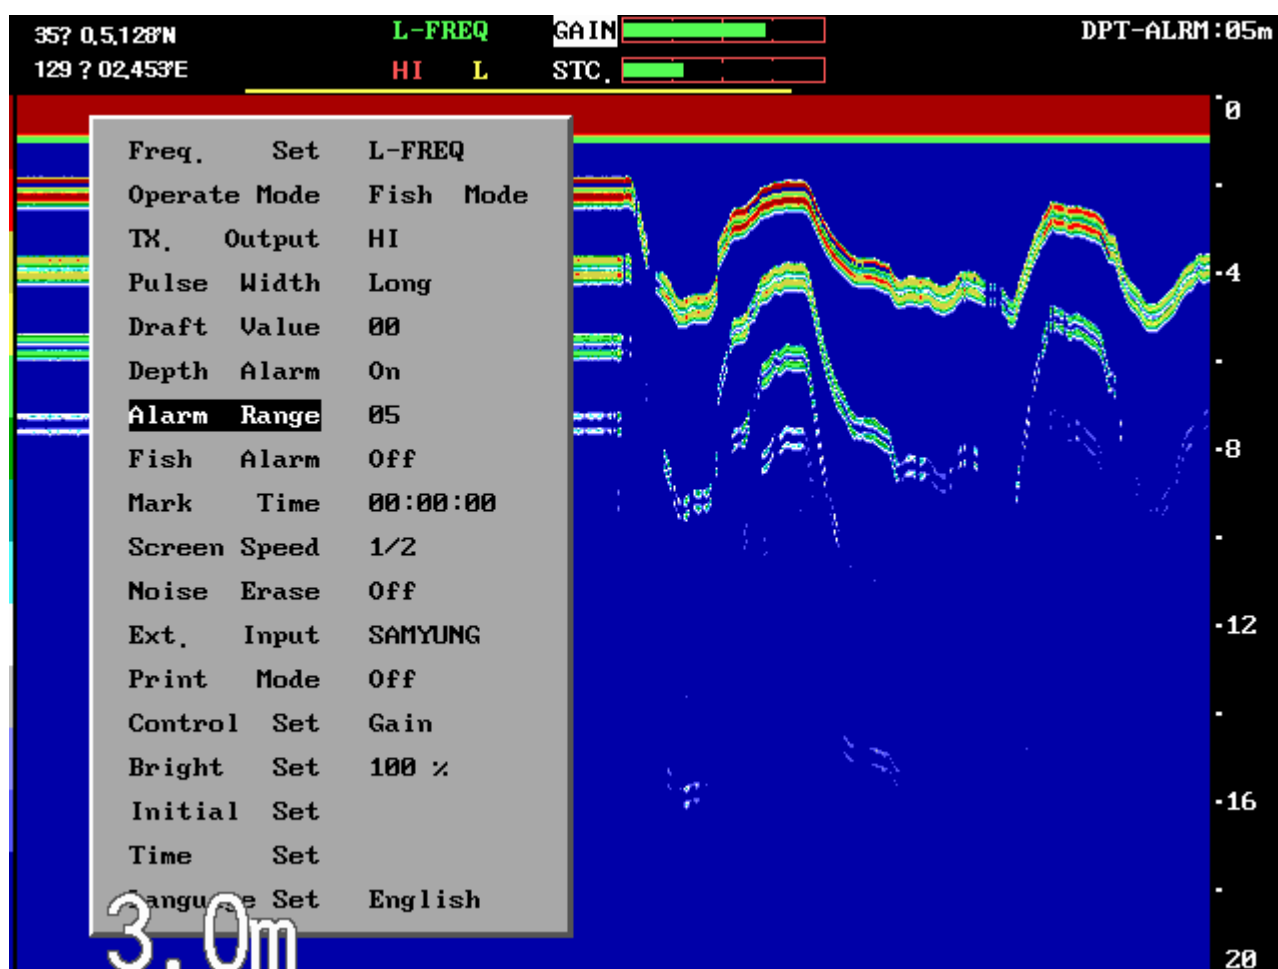 35? 0,5,128'N L-FREQ GAIN DPT-ALRM:05m
129 ? 02,453'E HI L STC.
0
Freq. Set L-FREQ
Operate Mode Fish Mode
TX. Output HI
Pulse Width Long
-4
Draft Value 00
Depth Alarm On
Alarm Range 05
-8
Fish Alarm Off
Mark Time 00:00:00
Screen Speed 1/2
Noise Erase Off
Ext. Input SAMYUNG
-12
Print Mode Off
Control Set Gain
Bright Set 100 %
Initial Set
-16
Time Set
Language Set English
3.0m
20